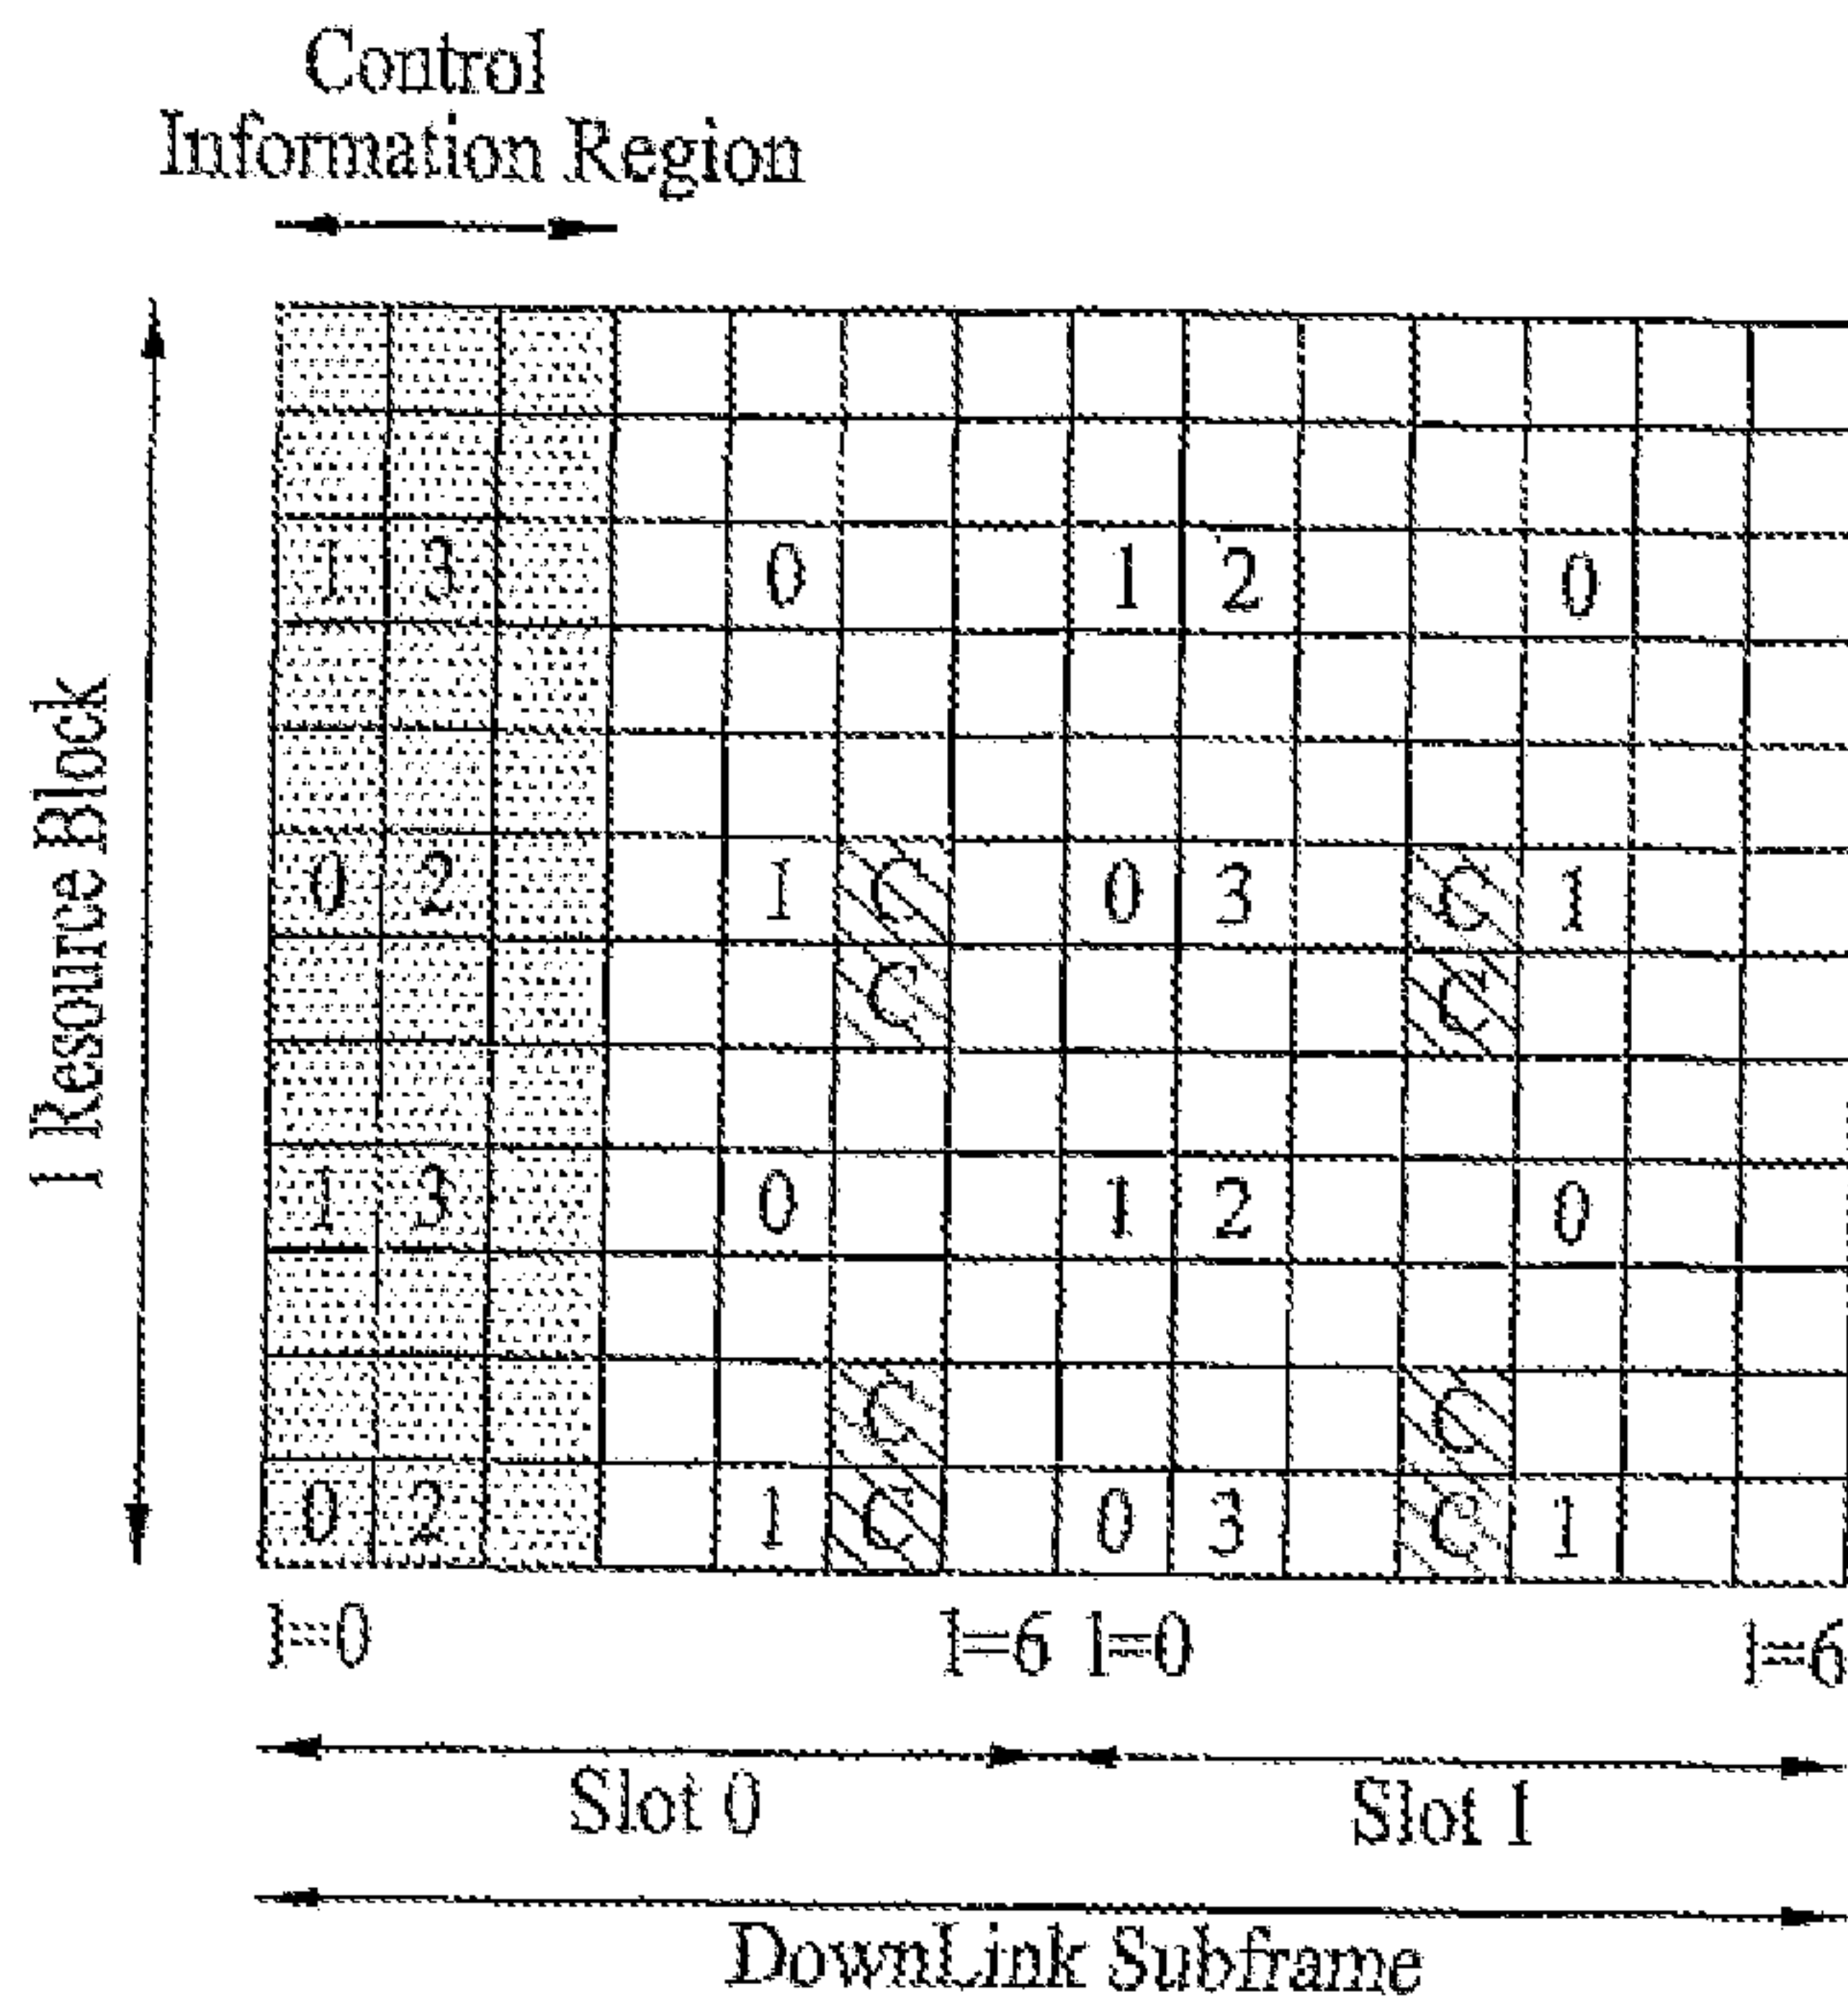 Control
Information Region
1 Resource Block
1 3 0 1 2 0
0 2 1 C 0 3 C 1
C C
1 3 0 1 2 0
C C
0 2 1 C 0 3 C 1
l=0 l=6 l=0 l=6
Slot 0 Slot 1
DownLink Subframe